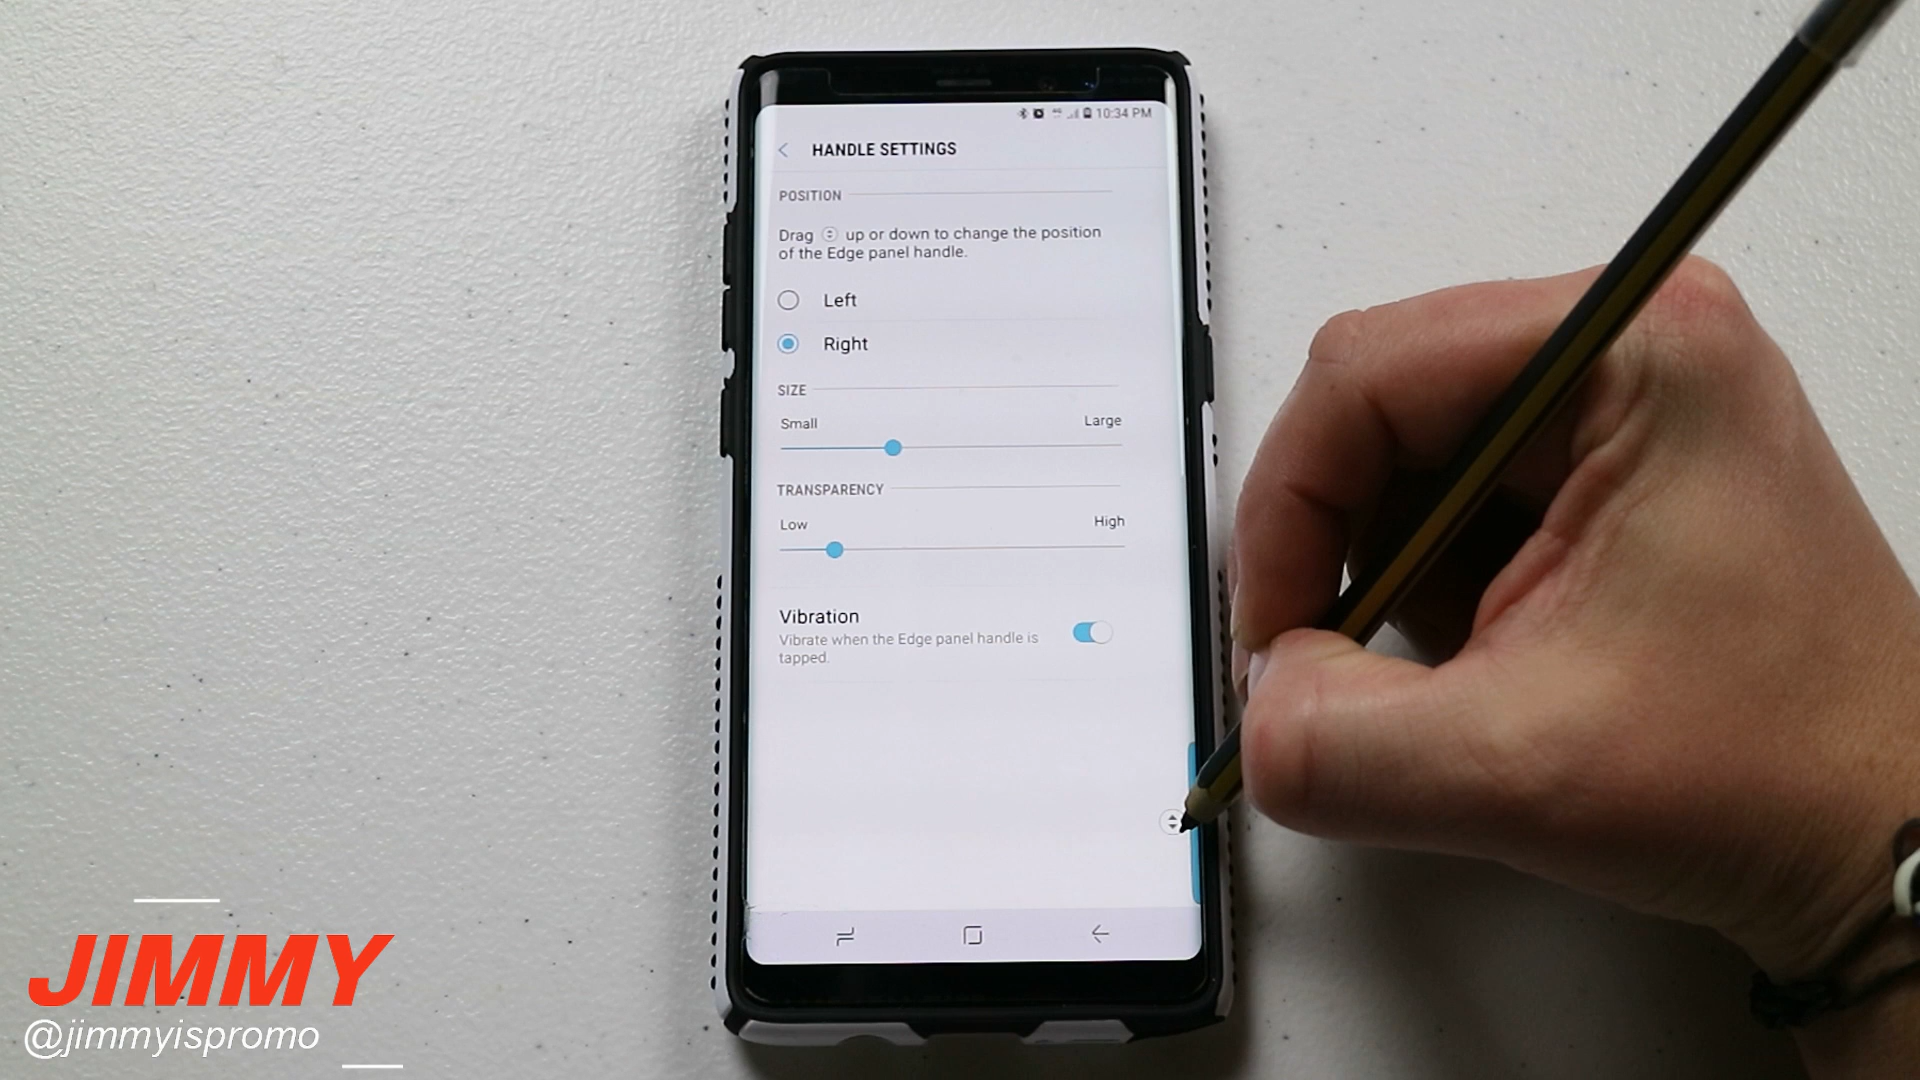 10:34 PM
HANDLE SETTINGS
POSITION
Drag up or down to change the position
of the Edge panel handle.
Left
Right
SIZE
Small Large
TRANSPARENCY
Low High
Vibration
Vibrate when the Edge panel handle is
tapped.
JIMMY
@jimmyispromo